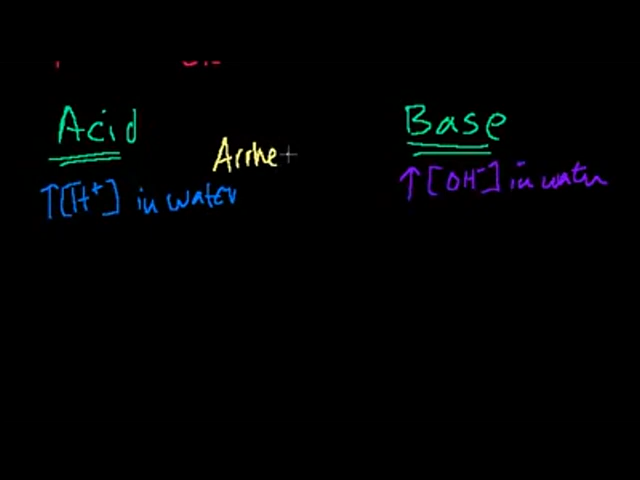 Acid
Base
Arrhe
↑[H⁺] in water
↑[OH⁻] in water